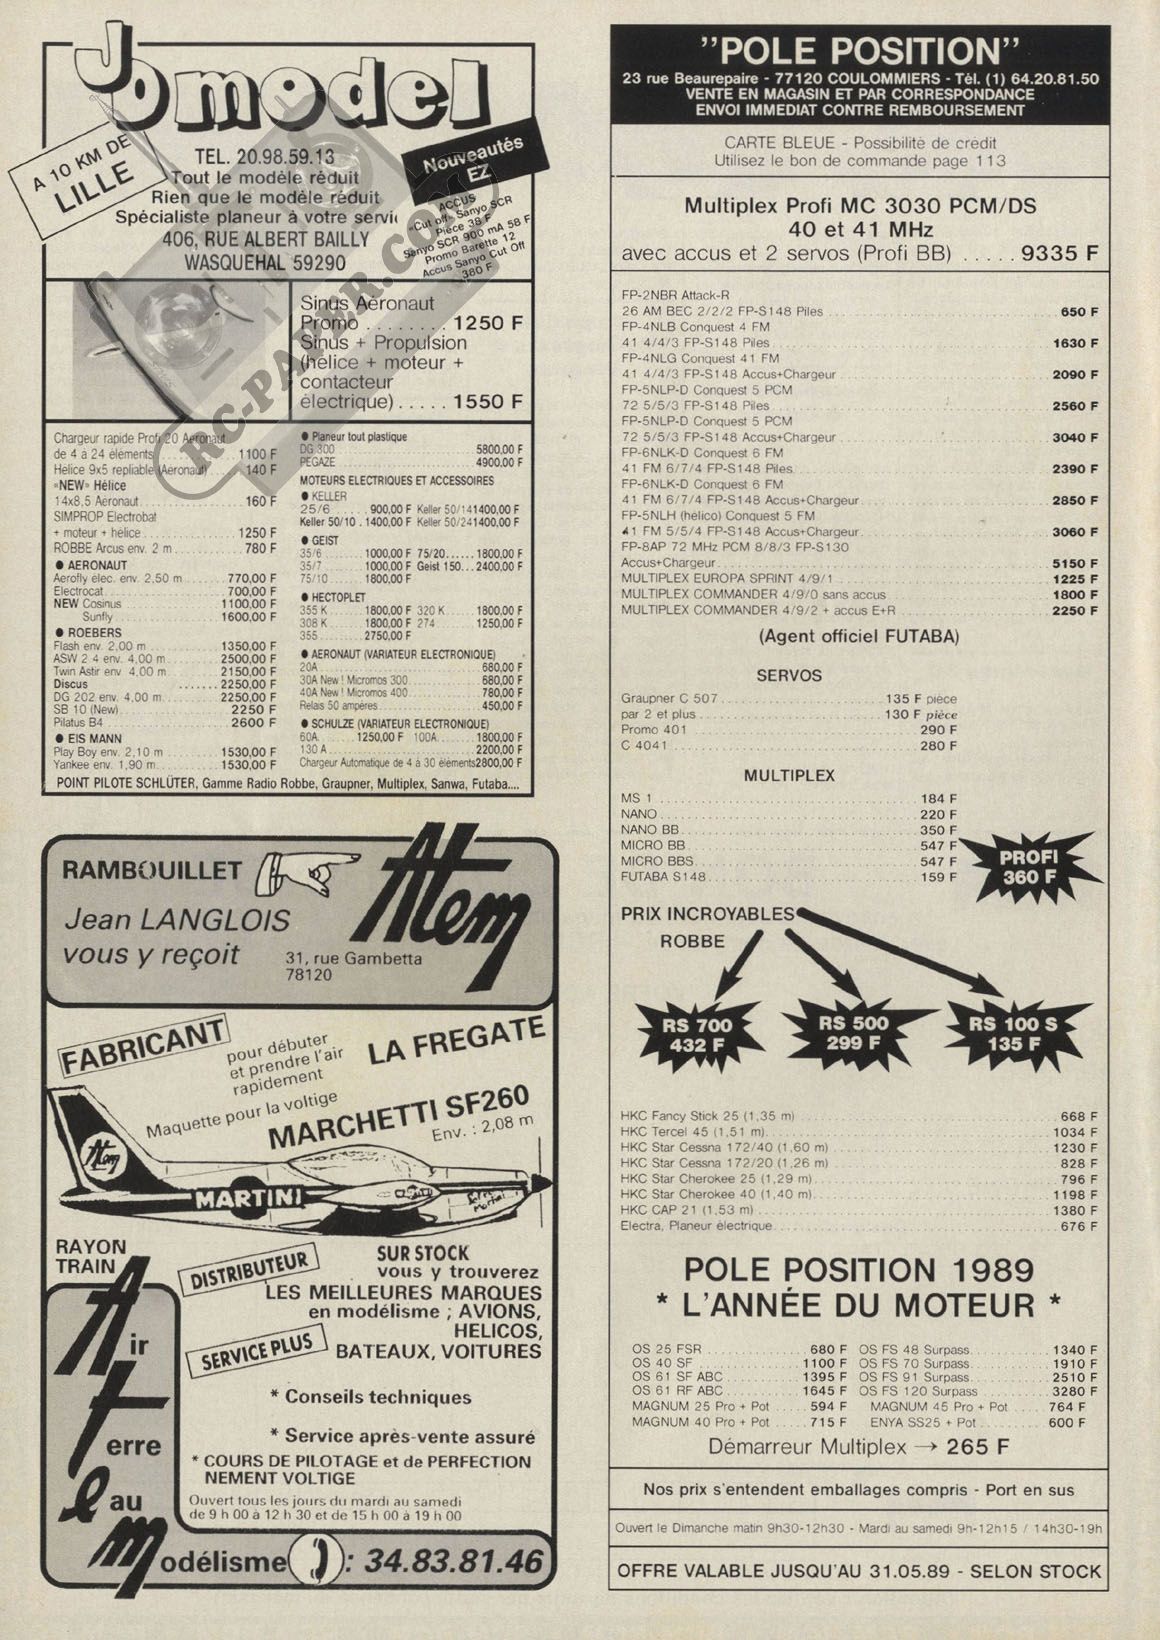 Jomodel
A 10 KM DE
LILLE
TEL. 20.98.59.13
Tout le modèle réduit
Rien que le modèle réduit
Spécialiste planeur à votre servic
406, RUE ALBERT BAILLY
WASQUEHAL 59290
Nouveautés
EZ
ACCUS
«Cut off» Sanyo SCR
Pièce 38 F
Sanyo SCR 900 mA 58 F
Promo Barette 12
Accus Sanyo Cut Off
380 F
RC-PAPER.COM
Sinus Aéronaut
Promo ........ 1250 F
Sinus + Propulsion
(hélice + moteur +
contacteur
électrique) ..... 1550 F
Chargeur rapide Profi 20 Aéronaut
de 4 à 24 éléments 1100 F
Hélice 9x5 repliable (Aeronaut) 140 F
«NEW» Hélice
14x8,5 Aéronaut 160 F
SIMPROP Electrobat
+ moteur + hélice 1250 F
ROBBE Arcus env. 2 m 780 F
● AERONAUT
Aerofly élec. env. 2,50 m 770,00 F
Electrocat 700,00 F
NEW Cosinus 1100,00 F
Sunfly 1600,00 F
● ROEBERS
Flash env. 2,00 m 1350,00 F
ASW 2 4 env. 4,00 m 2500,00 F
Twin Astir env. 4,00 m 2150,00 F
Discus 2250,00 F
DG 202 env. 4,00 m 2250,00 F
SB 10 (New) 2250 F
Pilatus B4 2600 F
● EIS MANN
Play Boy env. 2,10 m 1530,00 F
Yankee env. 1,90 m 1530,00 F
● Planeur tout plastique
DG 300 5800,00 F
PEGAZE 4900,00 F
MOTEURS ELECTRIQUES ET ACCESSOIRES
● KELLER
25/6 900,00 F Keller 50/14 1400,00 F
Keller 50/10 . 1400,00 F Keller 50/24 1400,00 F
● GEIST
35/6 1000,00 F 75/20 1800,00 F
35/7 1000,00 F Geist 150 2400,00 F
75/10 1800,00 F
● HECTOPLET
355 K 1800,00 F 320 K 1800,00 F
308 K 1800,00 F 274 1250,00 F
355 2750,00 F
● AERONAUT (VARIATEUR ELECTRONIQUE)
20A 680,00 F
30A New ! Micromos 300 680,00 F
40A New ! Micromos 400 780,00 F
Relais 50 ampères 450,00 F
● SCHULZE (VARIATEUR ELECTRONIQUE)
60A 1250,00 F 100A 1800,00 F
130 A 2200,00 F
Chargeur Automatique de 4 à 30 éléments 2800,00 F
POINT PILOTE SCHLÜTER, Gamme Radio Robbe, Graupner, Multiplex, Sanwa, Futaba....
RAMBOUILLET
Atem
Jean LANGLOIS
vous y reçoit
31, rue Gambetta
78120
FABRICANT
pour débuter
et prendre l'air
rapidement
LA FREGATE
Maquette pour la voltige
MARCHETTI SF260
Env. : 2,08 m
Atem
MARTINI
RAYON
TRAIN
DISTRIBUTEUR
SUR STOCK
vous y trouverez
LES MEILLEURES MARQUES
en modélisme ; AVIONS,
HELICOS,
BATEAUX, VOITURES
SERVICE PLUS
* Conseils techniques
* Service après-vente assuré
* COURS DE PILOTAGE et de PERFECTION
NEMENT VOLTIGE
Ouvert tous les jours du mardi au samedi
de 9 h 00 à 12 h 30 et de 15 h 00 à 19 h 00
Air
Terre
Eau
Modélisme : 34.83.81.46
"POLE POSITION"
23 rue Beaurepaire - 77120 COULOMMIERS - Tél. (1) 64.20.81.50
VENTE EN MAGASIN ET PAR CORRESPONDANCE
ENVOI IMMEDIAT CONTRE REMBOURSEMENT
CARTE BLEUE - Possibilité de crédit
Utilisez le bon de commande page 113
Multiplex Profi MC 3030 PCM/DS
40 et 41 MHz
avec accus et 2 servos (Profi BB) ..... 9335 F
FP-2NBR Attack-R
26 AM BEC 2/2/2 FP-S148 Piles 650 F
FP-4NLB Conquest 4 FM
41 4/4/3 FP-S148 Piles 1630 F
FP-4NLG Conquest 41 FM
41 4/4/3 FP-S148 Accus+Chargeur 2090 F
FP-5NLP-D Conquest 5 PCM
72 5/5/3 FP-S148 Piles 2560 F
FP-5NLP-D Conquest 5 PCM
72 5/5/3 FP-S148 Accus+Chargeur 3040 F
FP-6NLK-D Conquest 6 FM
41 FM 6/7/4 FP-S148 Piles 2390 F
FP-6NLK-D Conquest 6 FM
41 FM 6/7/4 FP-S148 Accus+Chargeur 2850 F
FP-5NLH (hélico) Conquest 5 FM
41 FM 5/5/4 FP-S148 Accus+Chargeur 3060 F
FP-8AP 72 MHz PCM 8/8/3 FP-S130
Accus+Chargeur 5150 F
MULTIPLEX EUROPA SPRINT 4/9/1 1225 F
MULTIPLEX COMMANDER 4/9/0 sans accus 1800 F
MULTIPLEX COMMANDER 4/9/2 + accus E+R 2250 F
(Agent officiel FUTABA)
SERVOS
Graupner C 507 135 F pièce
par 2 et plus 130 F pièce
Promo 401 290 F
C 4041 280 F
MULTIPLEX
MS 1 184 F
NANO 220 F
NANO BB 350 F
MICRO BB 547 F
MICRO BBS 547 F
FUTABA S148 159 F
PROFI
360 F
PRIX INCROYABLES
ROBBE
RS 700
432 F
RS 500
299 F
RS 100 S
135 F
HKC Fancy Stick 25 (1,35 m) 668 F
HKC Tercel 45 (1,51 m) 1034 F
HKC Star Cessna 172/40 (1,60 m) 1230 F
HKC Star Cessna 172/20 (1,26 m) 828 F
HKC Star Cherokee 25 (1,29 m) 796 F
HKC Star Cherokee 40 (1,40 m) 1198 F
HKC CAP 21 (1,53 m) 1380 F
Electra, Planeur électrique 676 F
POLE POSITION 1989
* L'ANNÉE DU MOTEUR *
OS 25 FSR 680 F OS FS 48 Surpass 1340 F
OS 40 SF 1100 F OS FS 70 Surpass 1910 F
OS 61 SF ABC 1395 F OS FS 91 Surpass 2510 F
OS 61 RF ABC 1645 F OS FS 120 Surpass 3280 F
MAGNUM 25 Pro + Pot 594 F MAGNUM 45 Pro + Pot 764 F
MAGNUM 40 Pro + Pot 715 F ENYA SS25 + Pot 600 F
Démarreur Multiplex → 265 F
Nos prix s'entendent emballages compris - Port en sus
Ouvert le Dimanche matin 9h30-12h30 - Mardi au samedi 9h-12h15 / 14h30-19h
OFFRE VALABLE JUSQU'AU 31.05.89 - SELON STOCK